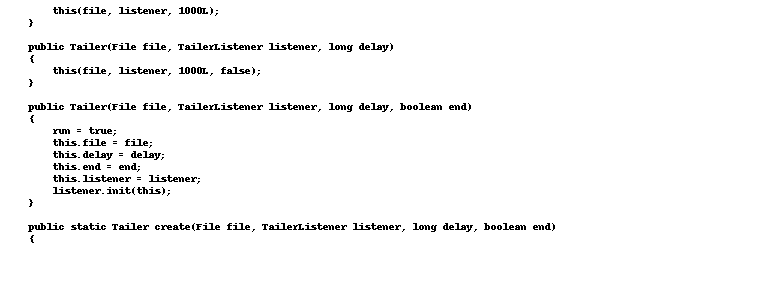 this(file, listener, 1000L);
}
public Tailer(File file, TailerListener listener, long delay)
{
this(file, listener, 1000L, false);
}
public Tailer(File file, TailerListener listener, long delay, boolean end)
{
run = true;
this.file = file;
this.delay = delay;
this.end = end;
this.listener = listener;
listener.init(this);
}
public static Tailer create(File file, TailerListener listener, long delay, boolean end)
{